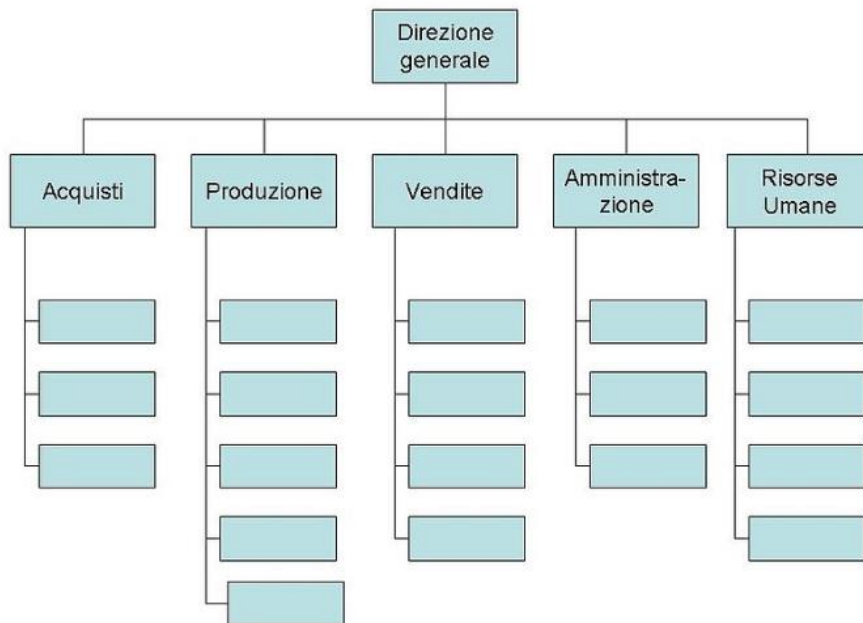 Direzione
generale
Acquisti
Produzione
Vendite
Amministra-
zione
Risorse
Umane